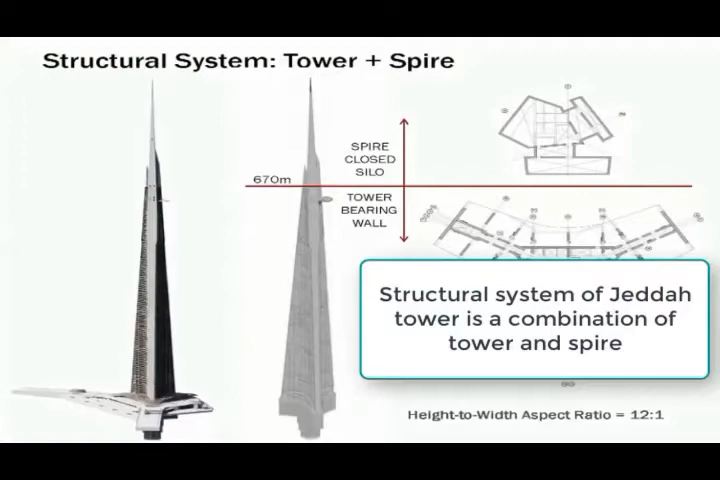 Structural System: Tower + Spire
SPIRE
CLOSED
SILO
670m
TOWER
BEARING
WALL
Structural system of Jeddah
tower is a combination of
tower and spire
Height-to-Width Aspect Ratio = 12:1